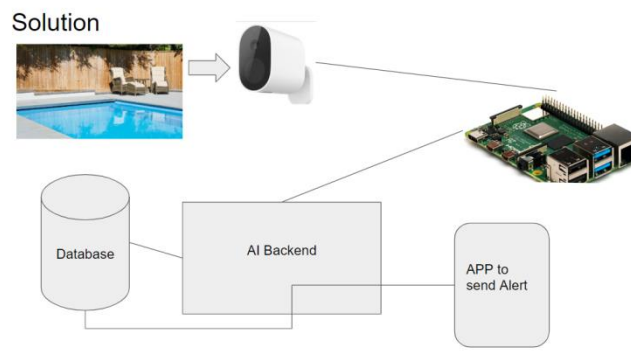 Solution
Database
AI Backend
APP to
send Alert